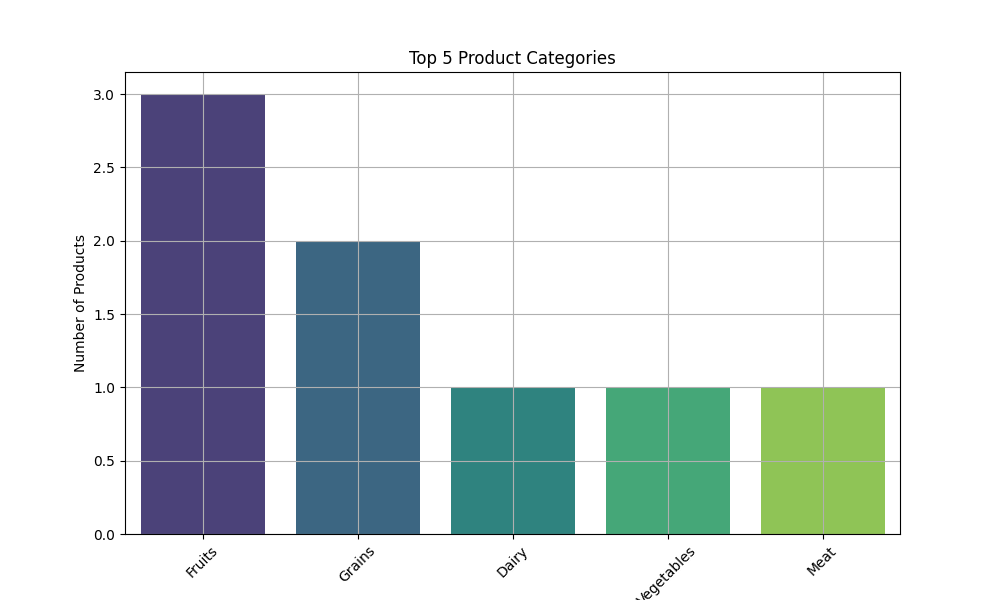 Top 5 Product Categories
Number of Products
3.0
2.5
2.0
1.5
1.0
0.5
0.0
Fruits
Grains
Dairy
Vegetables
Meat